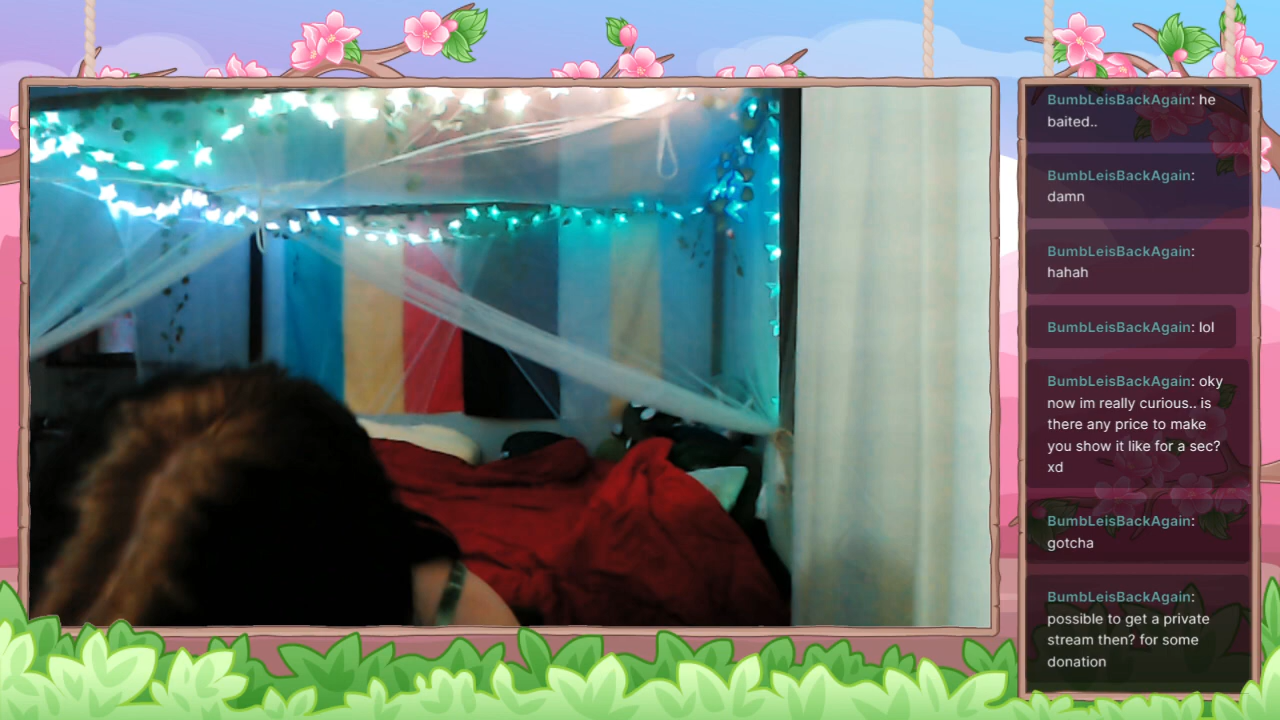 BumbLeisBackAgain: he
baited..
BumbLeisBackAgain:
damn
BumbLeisBackAgain:
hahah
BumbLeisBackAgain: lol
BumbLeisBackAgain: oky
now im really curious.. is
there any price to make
you show it like for a sec?
xd
BumbLeisBackAgain:
gotcha
BumbLeisBackAgain:
possible to get a private
stream then? for some
donation